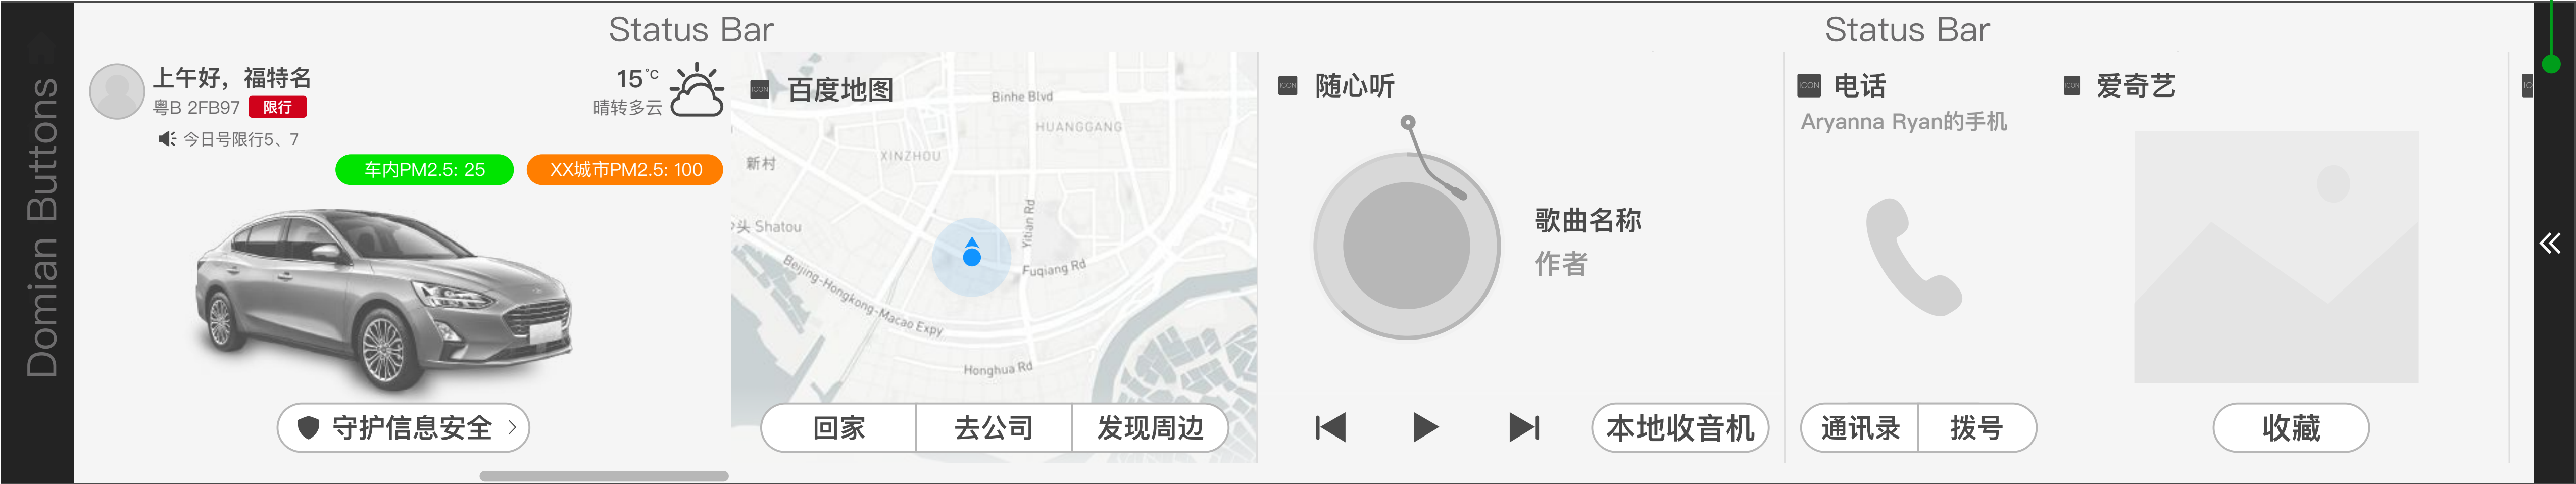 Status Bar
Status Bar
Domian Buttons
上午好，福特名
粤B 2FB97 限行
今日号限行5、7
15°C
晴转多云
车内PM2.5: 25
XX城市PM2.5: 100
守护信息安全
ICON 百度地图
Binhe Blvd
HUANGGANG
XINZHOU
新村
头 Shatou
Yitian Rd
Fuqiang Rd
Beijing-Hongkong-Macao Expy
Honghua Rd
回家
去公司
发现周边
ICON 随心听
歌曲名称
作者
本地收音机
ICON 电话
Aryanna Ryan的手机
通讯录
拨号
ICON 爱奇艺
收藏
IC